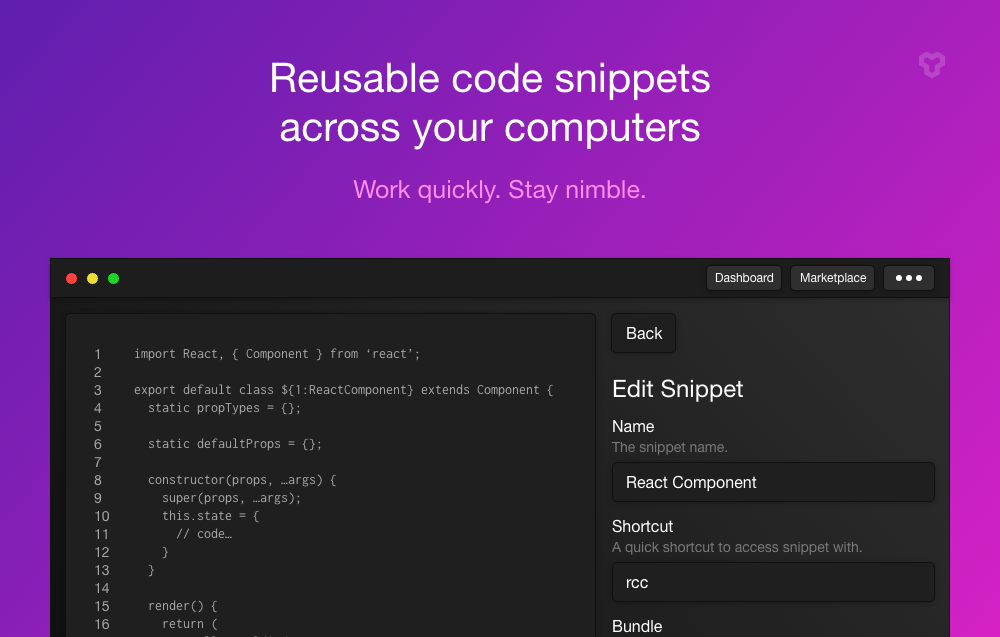 Reusable code snippets
across your computers
Work quickly. Stay nimble.
Dashboard
Marketplace
1 import React, { Component } from ‘react’;
2
3 export default class ${1:ReactComponent} extends Component {
4 static propTypes = {};
5
6 static defaultProps = {};
7
8 constructor(props, …args) {
9 super(props, …args);
10 this.state = {
11 // code…
12 }
13 }
14
15 render() {
16 return (
Back
Edit Snippet
Name
The snippet name.
React Component
Shortcut
A quick shortcut to access snippet with.
rcc
Bundle